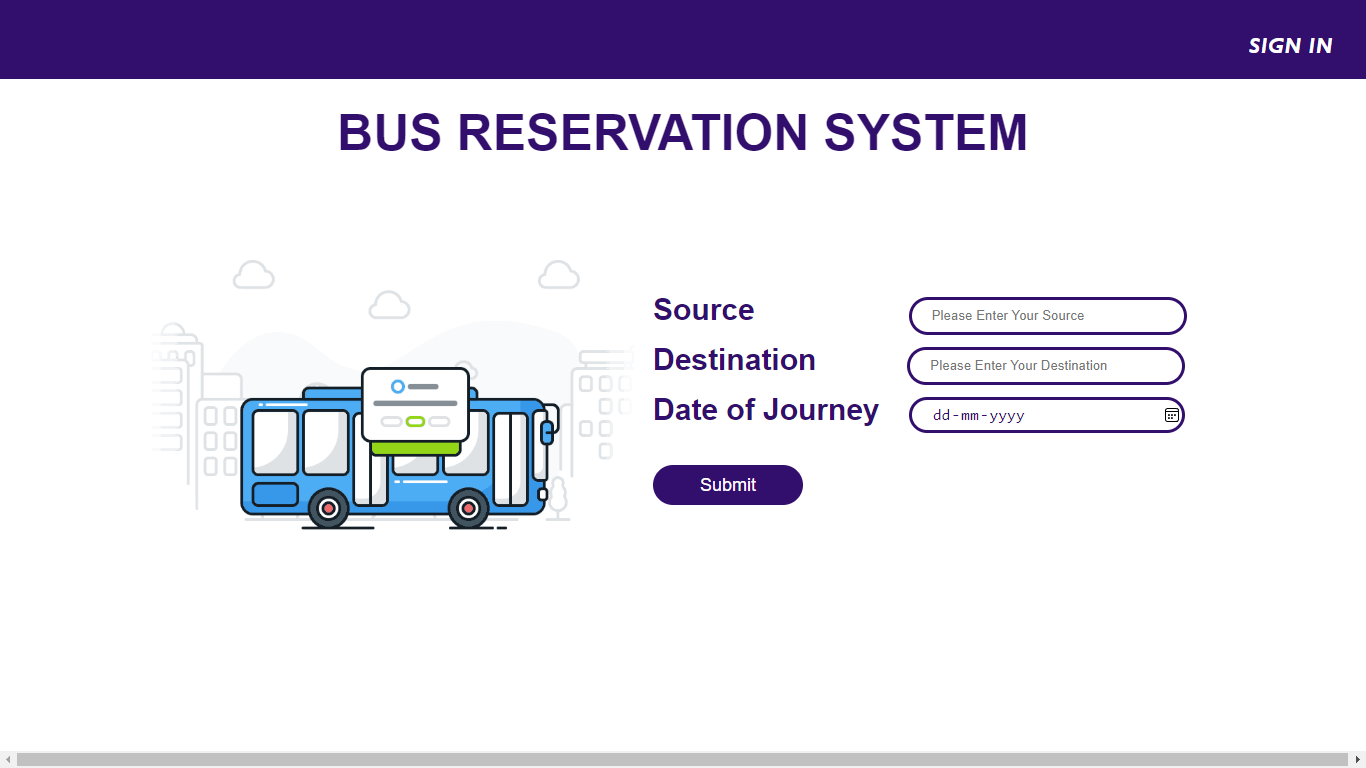 SIGN IN
BUS RESERVATION SYSTEM
Source
Please Enter Your Source
Destination
Please Enter Your Destination
Date of Journey
dd-mm-yyyy
Submit